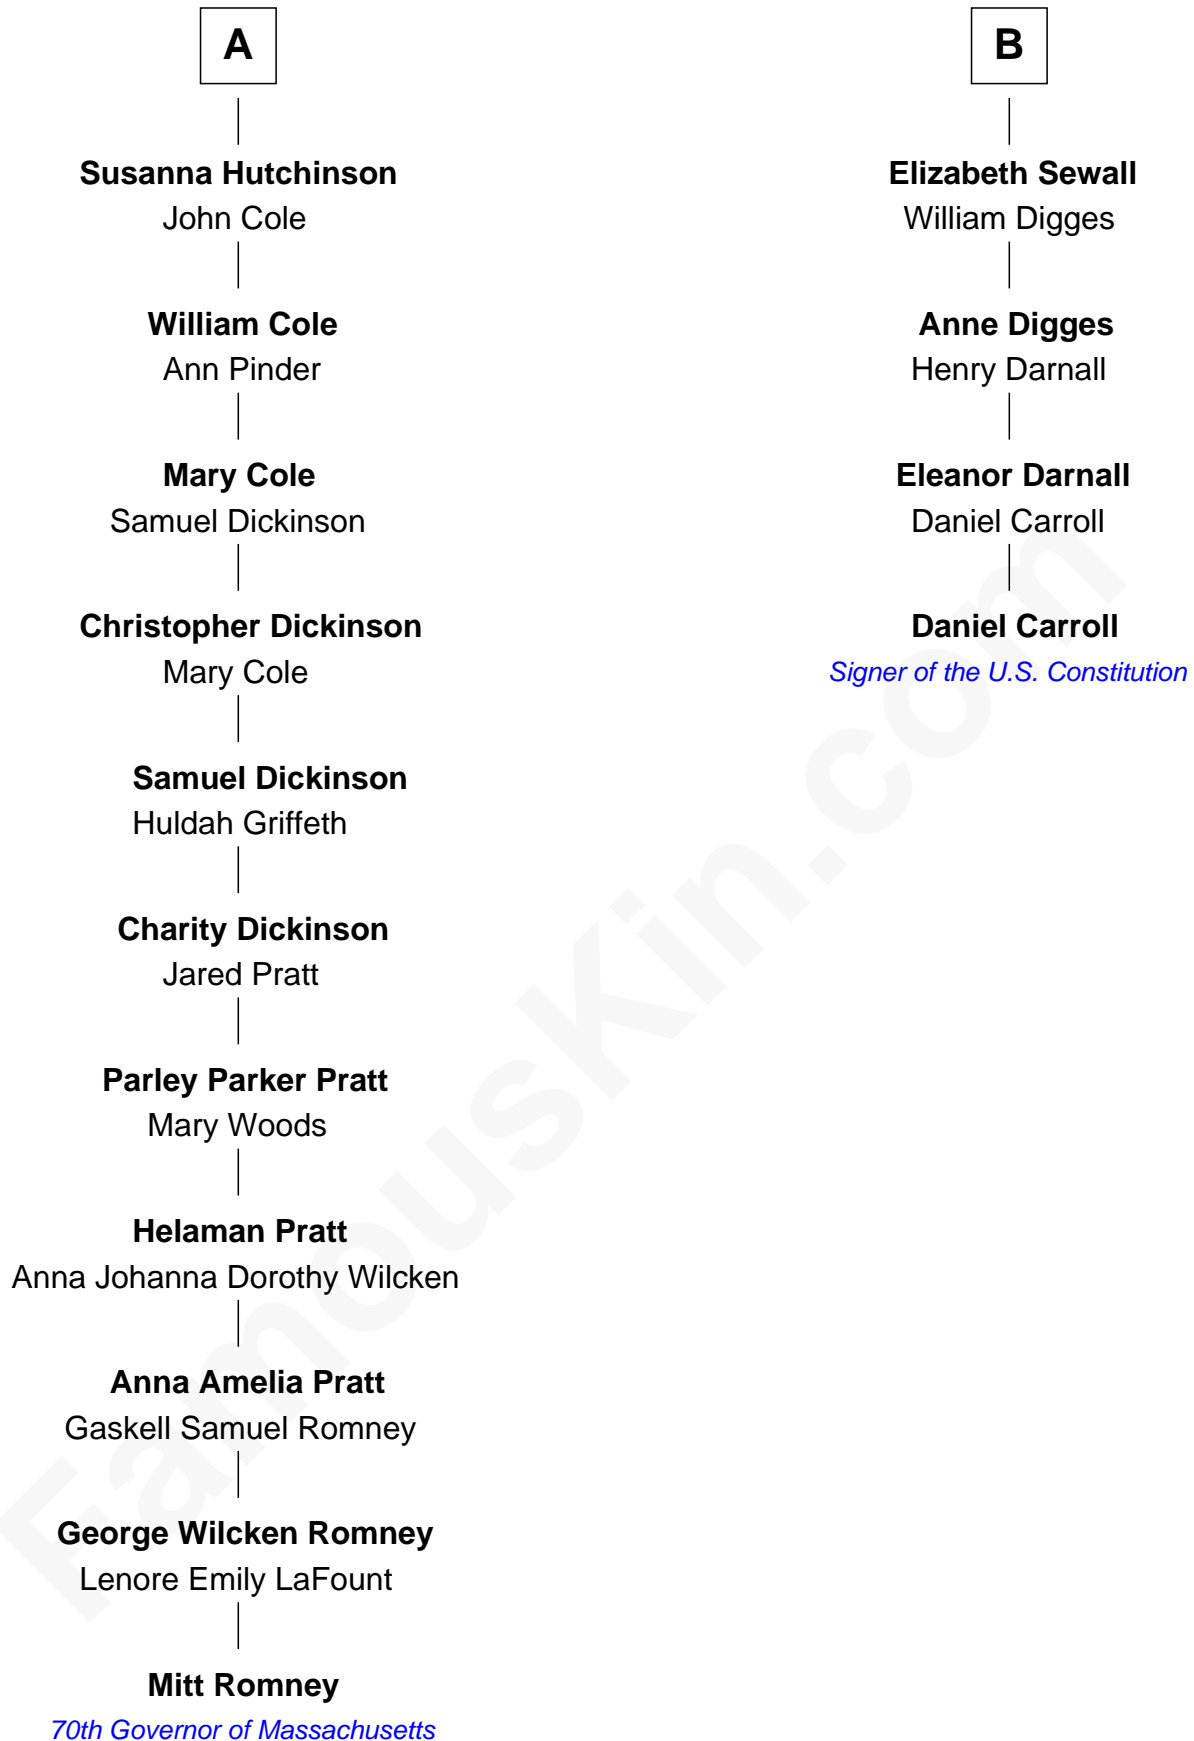 A
Susanna Hutchinson
John Cole
William Cole
Ann Pinder
Mary Cole
Samuel Dickinson
Christopher Dickinson
Mary Cole
Samuel Dickinson
Huldah Griffeth
Charity Dickinson
Jared Pratt
Parley Parker Pratt
Mary Woods
Helaman Pratt
Anna Johanna Dorothy Wilcken
Anna Amelia Pratt
Gaskell Samuel Romney
George Wilcken Romney
Lenore Emily LaFount
Mitt Romney
70th Governor of Massachusetts
B
Elizabeth Sewall
William Digges
Anne Digges
Henry Darnall
Eleanor Darnall
Daniel Carroll
Daniel Carroll
Signer of the U.S. Constitution
FamousKin.com